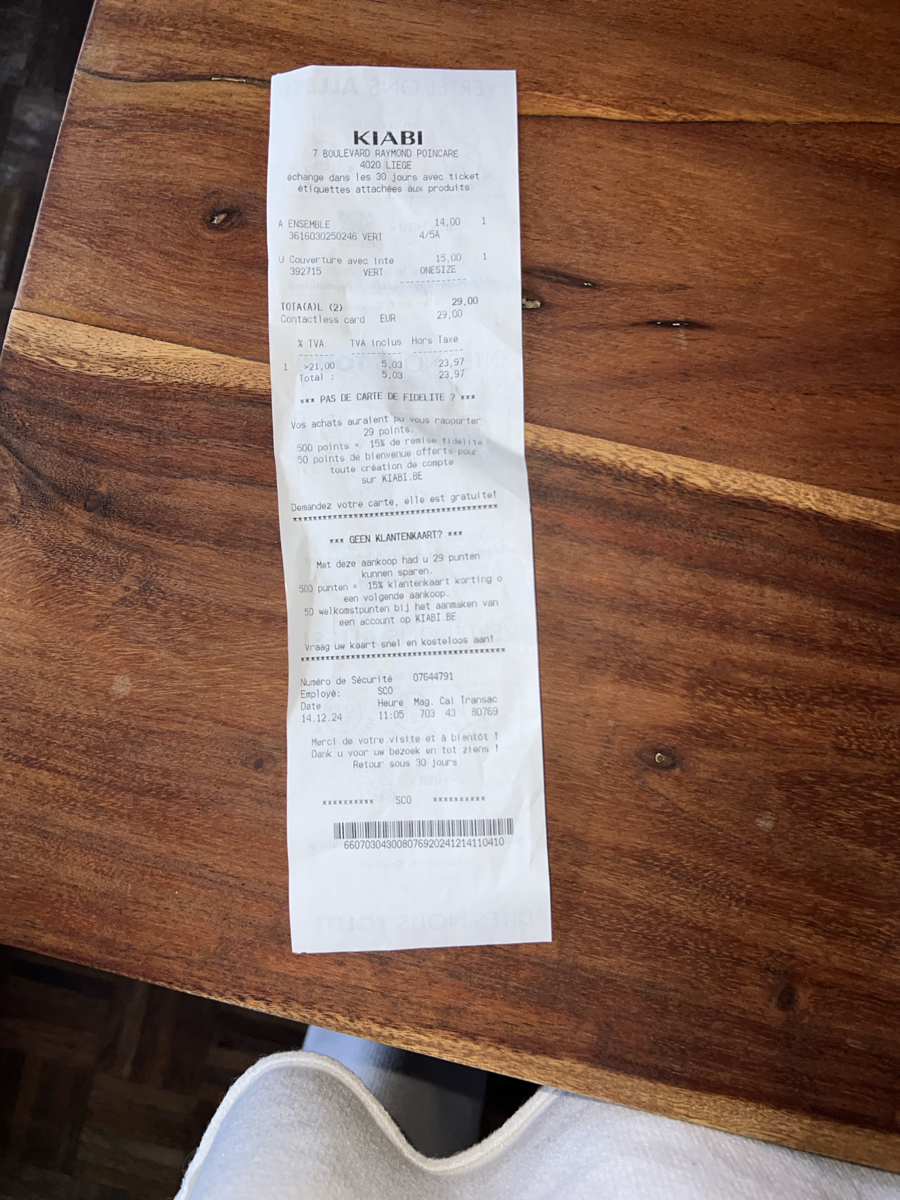 KIABI
7 BOULEVARD RAYMOND POINCARE
4020 LIEGE
echange dans les 30 jours avec ticket
étiquettes attachées aux produits
A ENSEMBLE 14,00 1
3616030250246 VERT 4/5A
U Couverture avec inte 15,00 1
392715 VERT ONESIZE
------------
TOTA(A)L (2) 29,00
Contactless card EUR 29,00
% TVA TVA inclus Hors Taxe
1 >21,00 5,03 23,97
Total : 5,03 23,97
*** PAS DE CARTE DE FIDELITE ? ***
Vos achats auraient pu vous rapporter
29 points.
500 points = 15% de remise fidelite
50 points de bienvenue offerts pour
toute création de compte
sur KIABI.BE
Demandez votre carte, elle est gratuite!
****************************************
*** GEEN KLANTENKAART? ***
Met deze aankoop had u 29 punten
kunnen sparen.
500 punten = 15% klantenkaart korting o
een volgende aankoop.
50 welkomstpunten bij het aanmaken van
een account op KIABI.BE
Vraag uw kaart snel en kosteloos aan!
****************************************
Numéro de Sécurité 07644791
Employé: SCO
Date Heure Mag. Cai Transac
14.12.24 11:05 703 43 80769
Merci de votre visite et à bientôt !
Dank u voor uw bezoek en tot ziens !
Retour sous 30 jours
********** SCO **********
660703043008076920241214110410